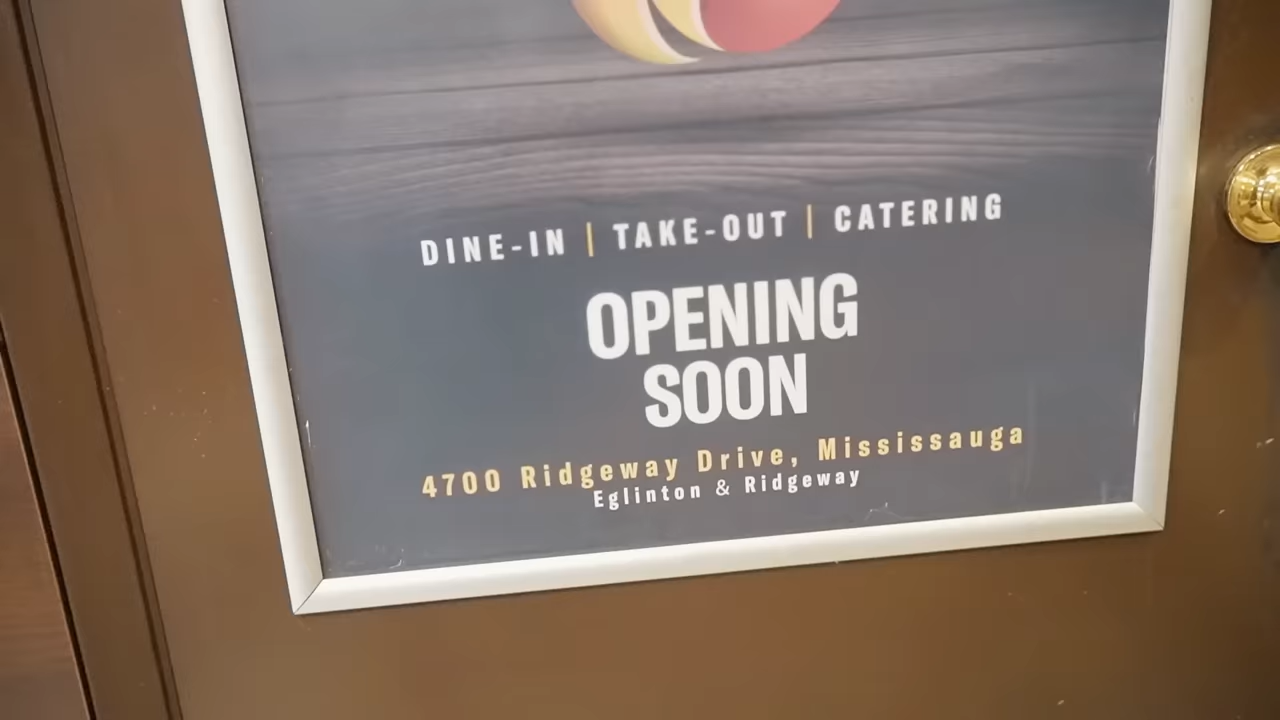 DINE-IN | TAKE-OUT | CATERING
OPENING
SOON
4700 Ridgeway Drive, Mississauga
Eglinton & Ridgeway